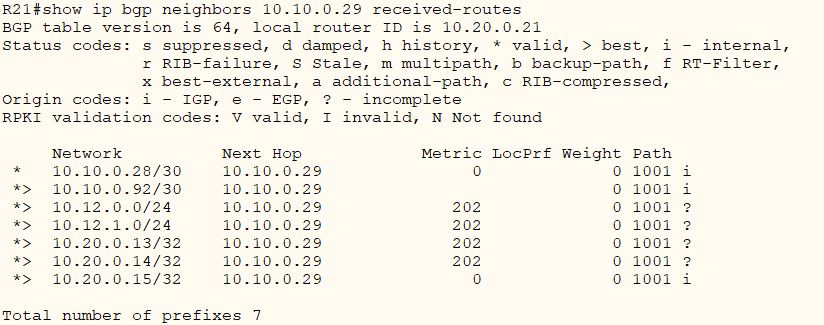 R21#show ip bgp neighbors 10.10.0.29 received-routes
BGP table version is 64, local router ID is 10.20.0.21
Status codes: s suppressed, d damped, h history, * valid, > best, i - internal,
              r RIB-failure, S Stale, m multipath, b backup-path, f RT-Filter,
              x best-external, a additional-path, c RIB-compressed,
Origin codes: i - IGP, e - EGP, ? - incomplete
RPKI validation codes: V valid, I invalid, N Not found

     Network          Next Hop            Metric LocPrf Weight Path
 *   10.10.0.28/30    10.10.0.29               0             0 1001 i
 *>  10.10.0.92/30    10.10.0.29                             0 1001 i
 *>  10.12.0.0/24     10.10.0.29             202             0 1001 ?
 *>  10.12.1.0/24     10.10.0.29             202             0 1001 ?
 *>  10.20.0.13/32    10.10.0.29             202             0 1001 ?
 *>  10.20.0.14/32    10.10.0.29             202             0 1001 ?
 *>  10.20.0.15/32    10.10.0.29               0             0 1001 i

Total number of prefixes 7